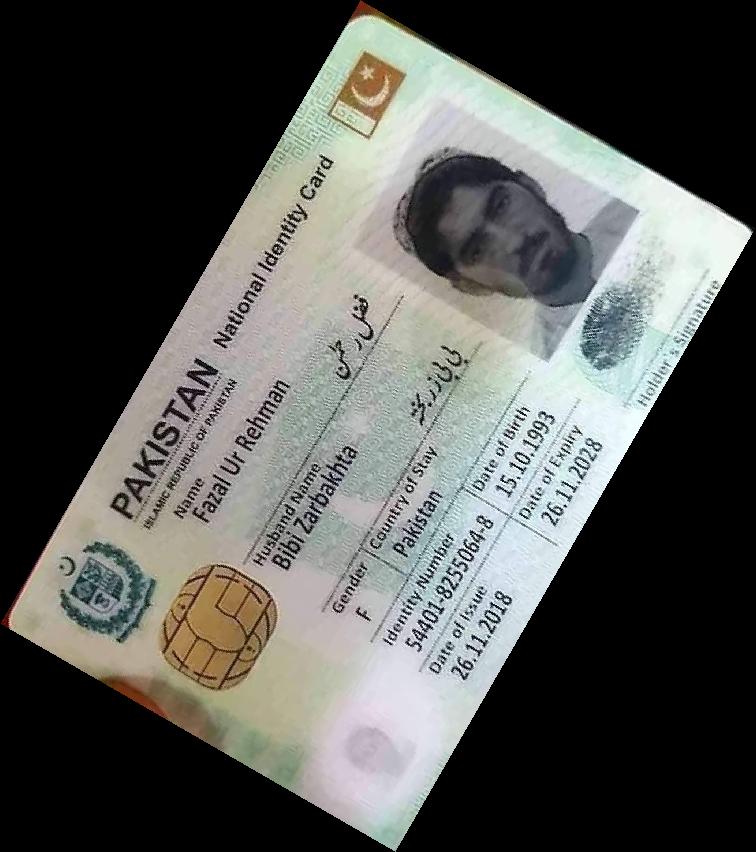 PAKISTAN National Identity Card
ISLAMIC REPUBLIC OF PAKISTAN
Name
Fazal Ur Rehman
فضل رحمٰن
Husband Name
Bibi Zarbakhta
بی بی زر بختہ
Gender
F
Country of Stay
Pakistan
Identity Number
54401-8255064-8
Date of Birth
15.10.1993
Date of Issue
26.11.2018
Date of Expiry
26.11.2028
Holder's Signature